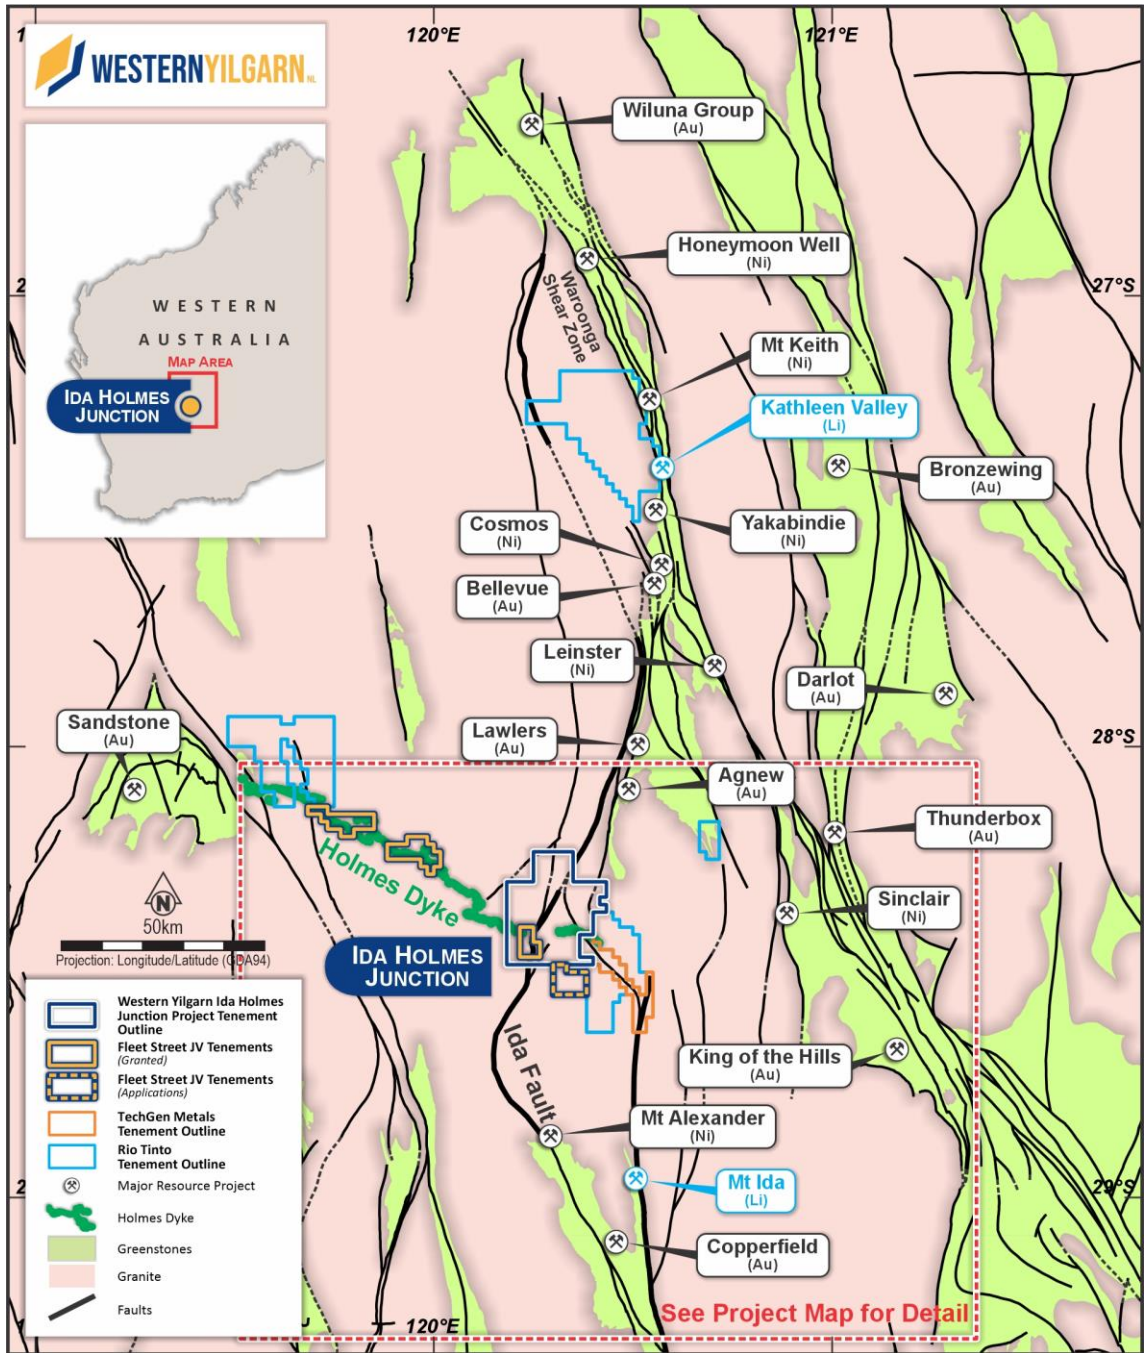 120°E
121°E
WESTERNYILGARN NL
Wiluna Group
(Au)
Honeymoon Well
(Ni)
27°S
Waroonga
Shear Zone
WESTERN
AUSTRALIA
MAP AREA
IDA HOLMES
JUNCTION
Mt Keith
(Ni)
Kathleen Valley
(Li)
Bronzewing
(Au)
Cosmos
(Ni)
Yakabindie
(Ni)
Bellevue
(Au)
Leinster
(Ni)
Darlot
(Au)
Sandstone
(Au)
Lawlers
(Au)
28°S
Agnew
(Au)
Thunderbox
(Au)
Holmes Dyke
Sinclair
(Ni)
N
50km
Projection: Longitude/Latitude (GDA94)
IDA HOLMES
JUNCTION
Ida Fault
King of the Hills
(Au)
Mt Alexander
(Ni)
Mt Ida
(Li)
29°S
Copperfield
(Au)
Western Yilgarn Ida Holmes
Junction Project Tenement
Outline
Fleet Street JV Tenements
(Granted)
Fleet Street JV Tenements
(Applications)
TechGen Metals
Tenement Outline
Rio Tinto
Tenement Outline
Major Resource Project
Holmes Dyke
Greenstones
Granite
Faults
See Project Map for Detail
120°E